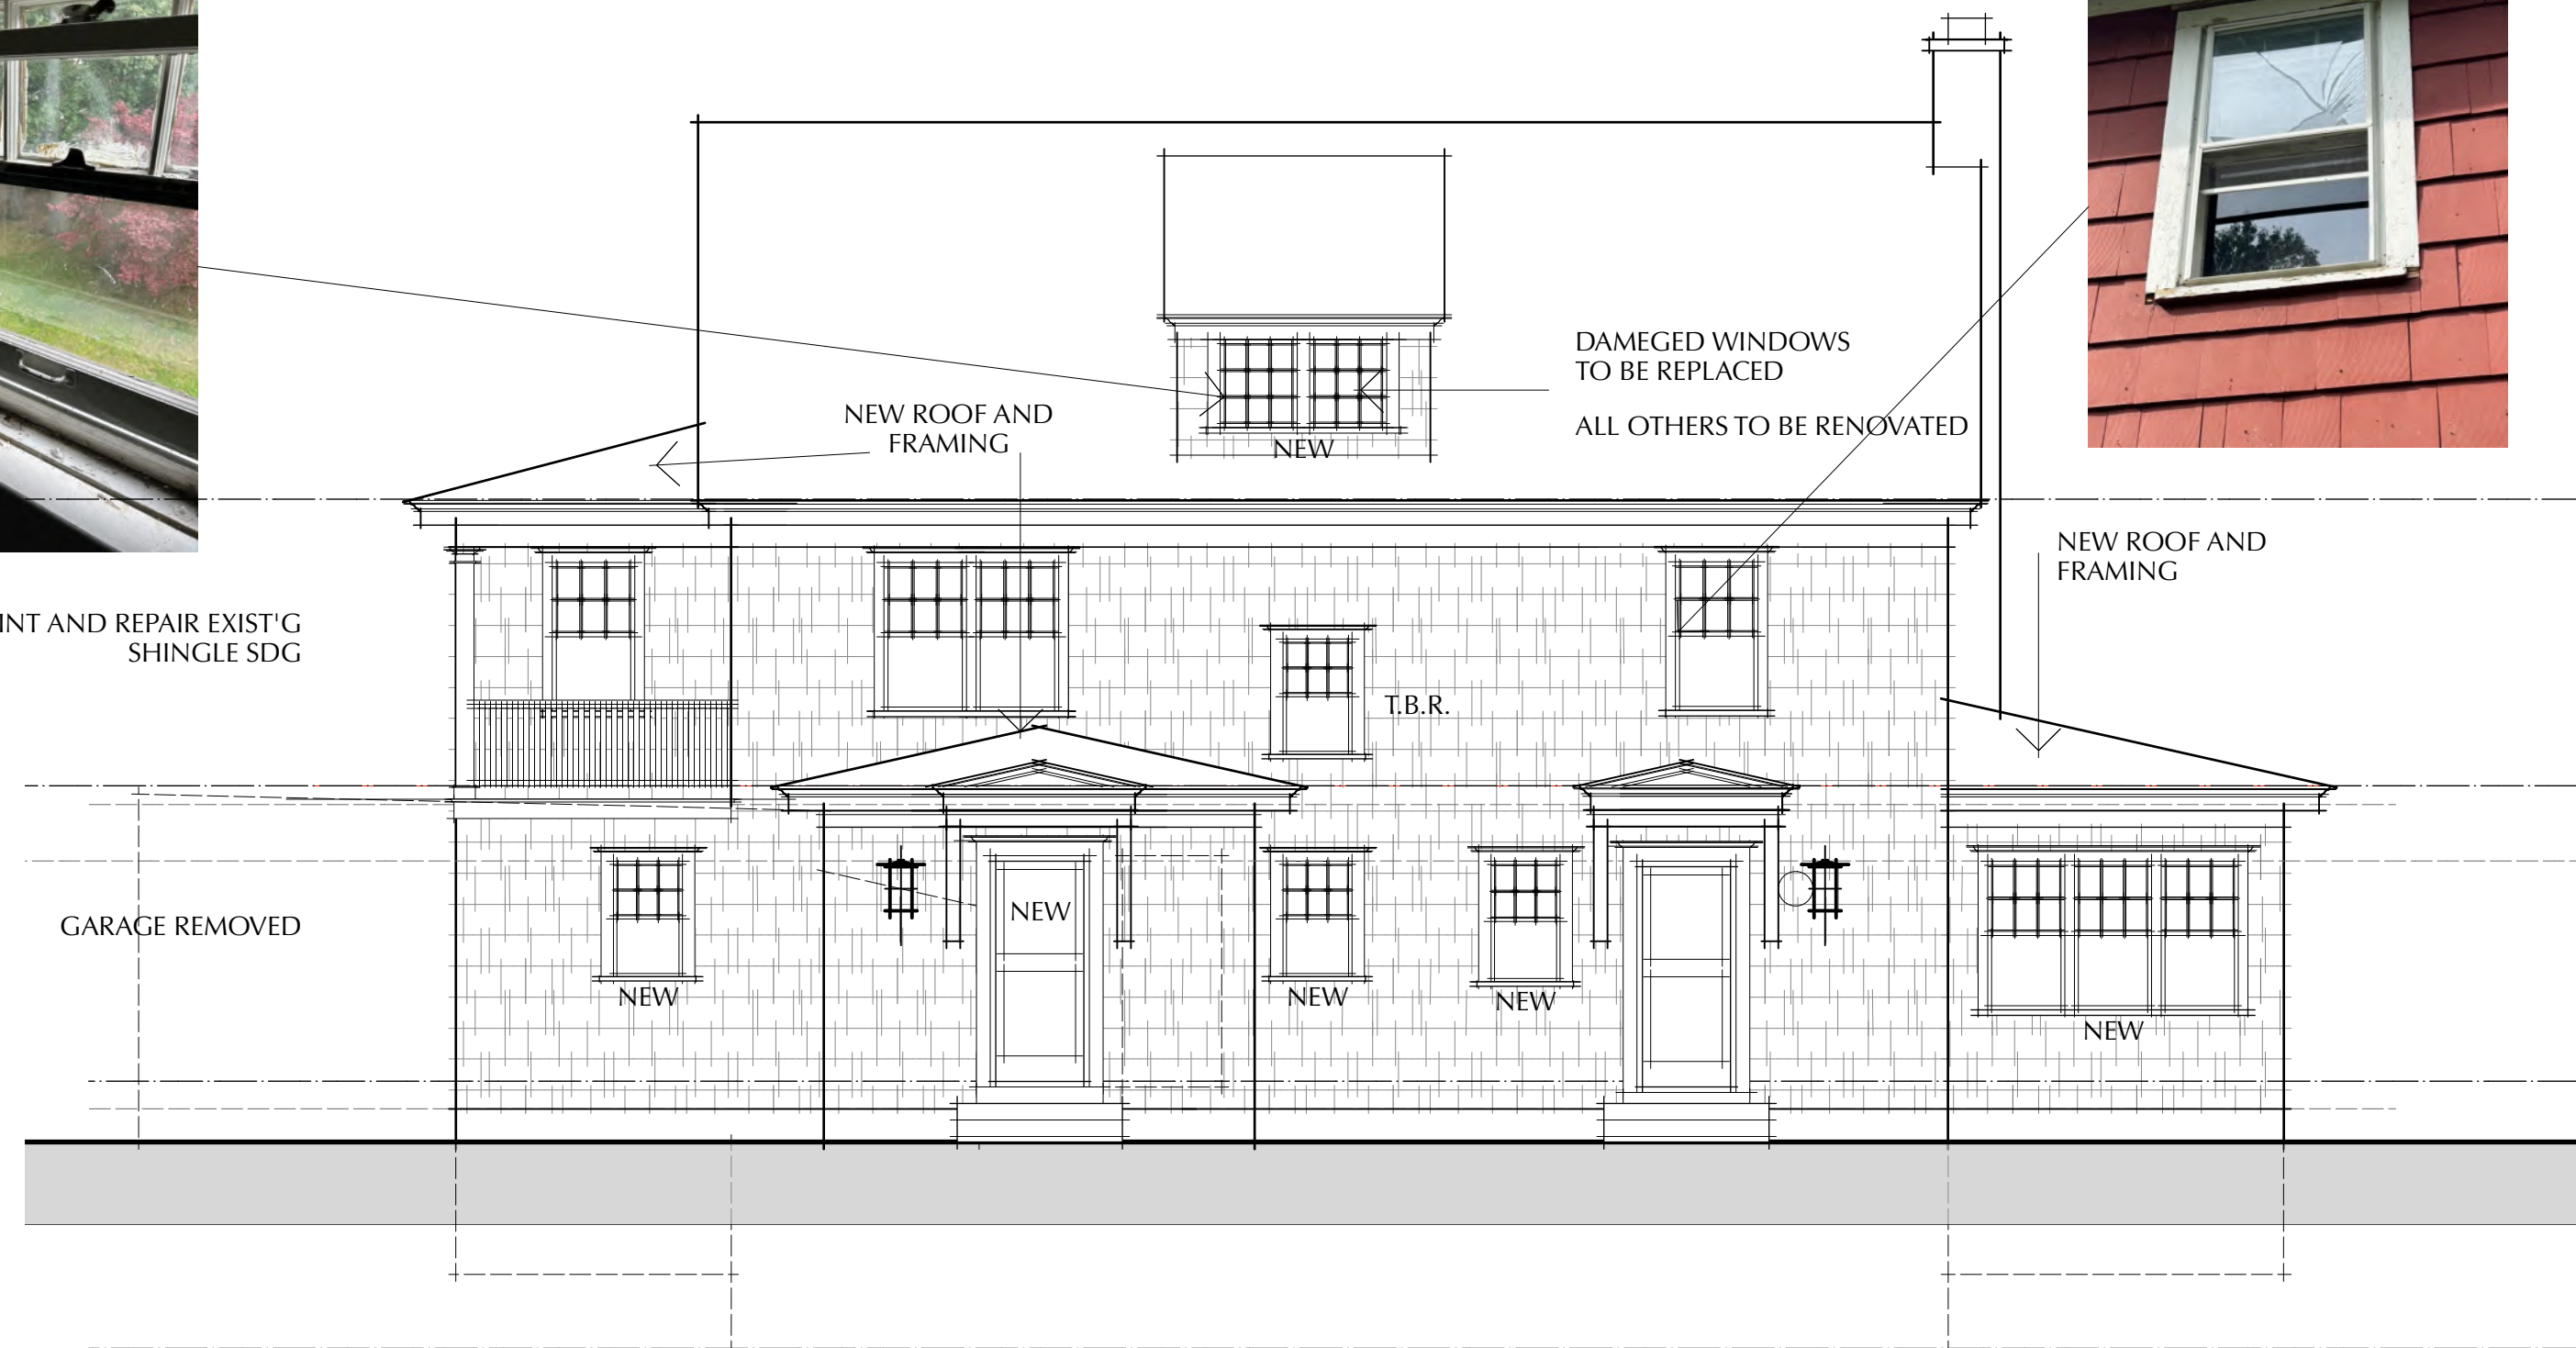 DAMEGED WINDOWS
TO BE REPLACED
ALL OTHERS TO BE RENOVATED
NEW ROOF AND
FRAMING
NEW
NEW ROOF AND
FRAMING
INT AND REPAIR EXIST'G
SHINGLE SDG
T.B.R.
GARAGE REMOVED
NEW
NEW
NEW
NEW
NEW